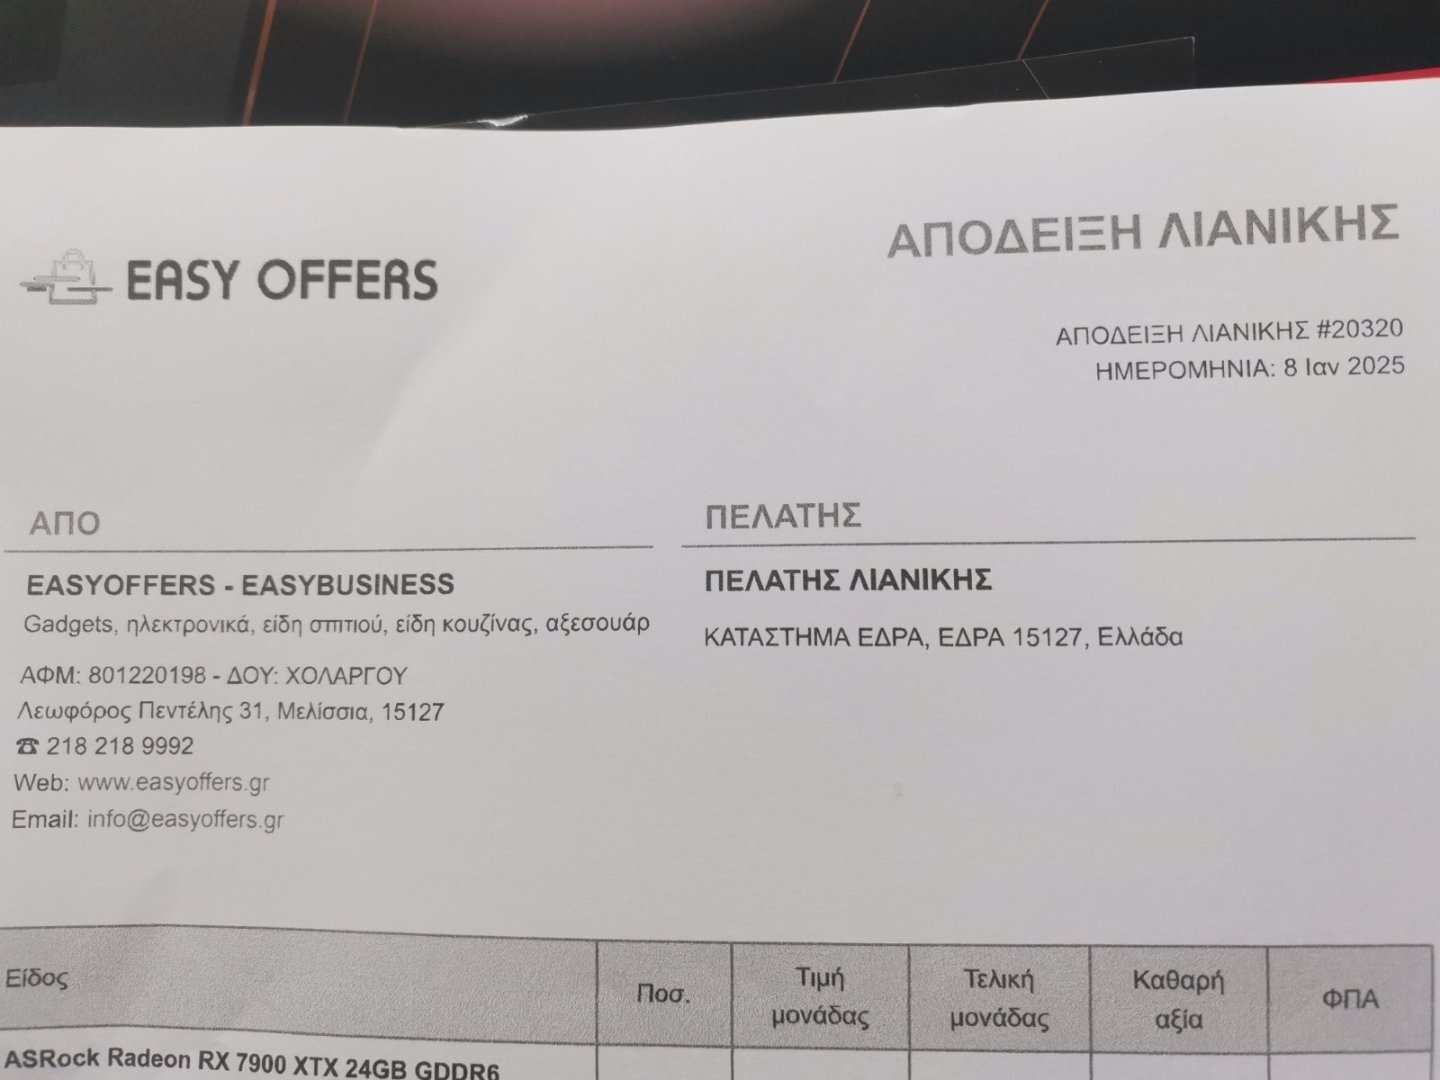 EASY OFFERS
ΑΠΟΔΕΙΞΗ ΛΙΑΝΙΚΗΣ
ΑΠΟΔΕΙΞΗ ΛΙΑΝΙΚΗΣ #20320
ΗΜΕΡΟΜΗΝΙΑ: 8 Ιαν 2025
ΑΠΟ
EASYOFFERS - EASYBUSINESS
Gadgets, ηλεκτρονικά, είδη σπιτιού, είδη κουζίνας, αξεσουάρ
ΑΦΜ: 801220198 - ΔΟΥ: ΧΟΛΑΡΓΟΥ
Λεωφόρος Πεντέλης 31, Μελίσσια, 15127
☎ 218 218 9992
Web: www.easyoffers.gr
Email: info@easyoffers.gr
ΠΕΛΑΤΗΣ
ΠΕΛΑΤΗΣ ΛΙΑΝΙΚΗΣ
ΚΑΤΑΣΤΗΜΑ ΕΔΡΑ, ΕΔΡΑ 15127, Ελλάδα
Είδος
Ποσ.
Τιμή
μονάδας
Τελική
μονάδας
Καθαρή
αξία
ΦΠΑ
ASRock Radeon RX 7900 XTX 24GB GDDR6